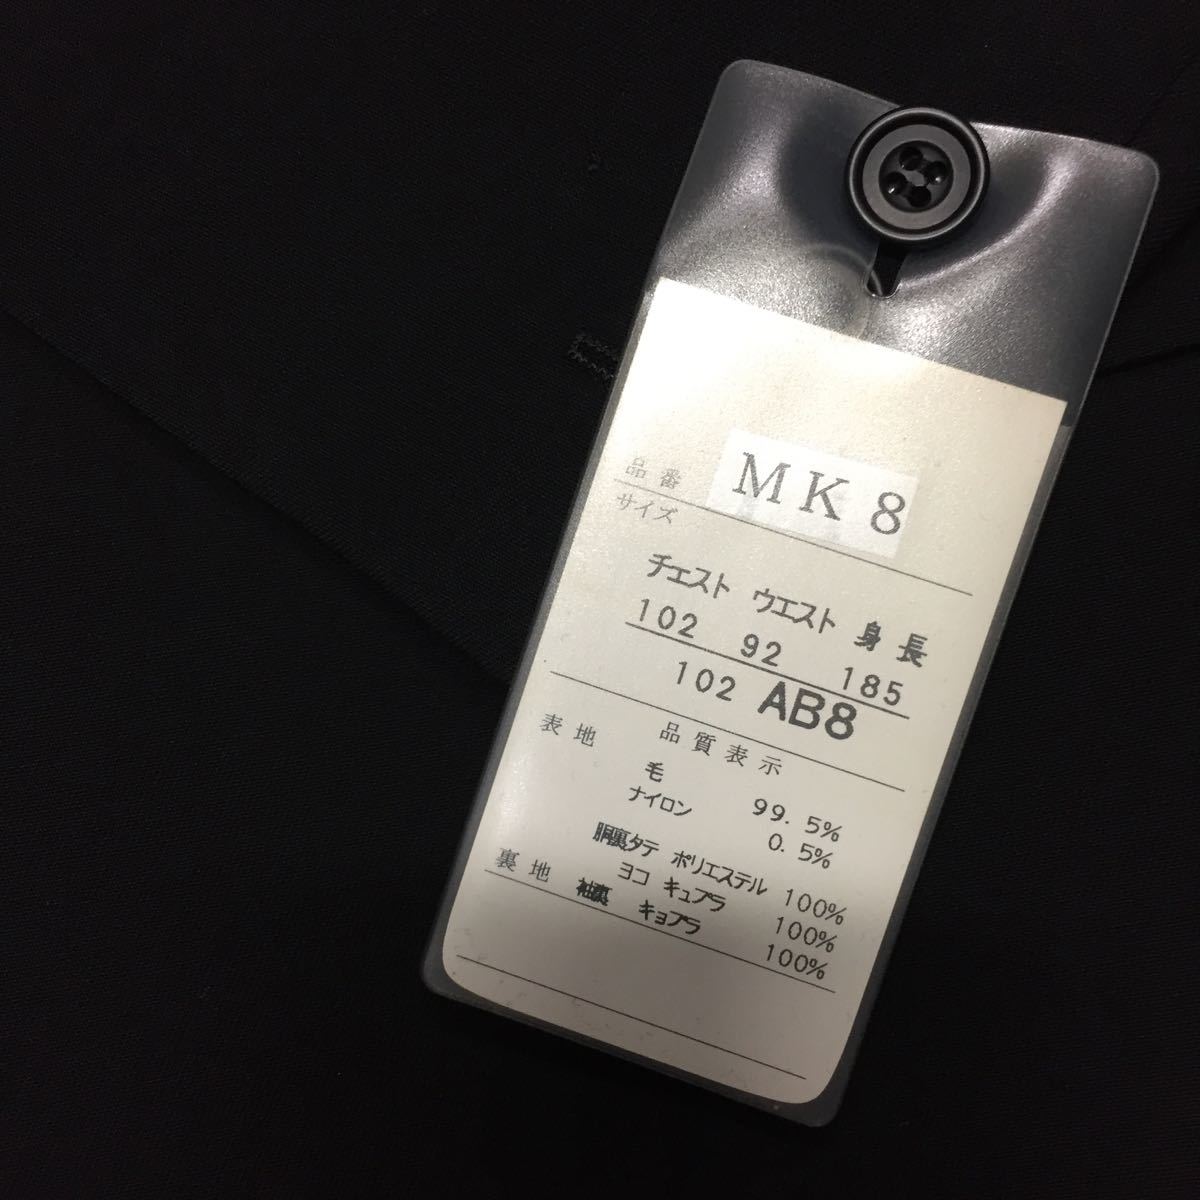 品番 MK8
サイズ
チェスト ウエスト 身長
102 92 185
102 AB8
表地 品質表示
毛 99.5%
ナイロン 0.5%
胴裏タテ ポリエステル 100%
裏地 ヨコ キュプラ 100%
袖裏 キョプラ 100%